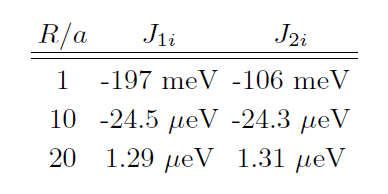 R/a J₁ᵢ J₂ᵢ
1 -197 meV -106 meV
10 -24.5 μeV -24.3 μeV
20 1.29 μeV 1.31 μeV